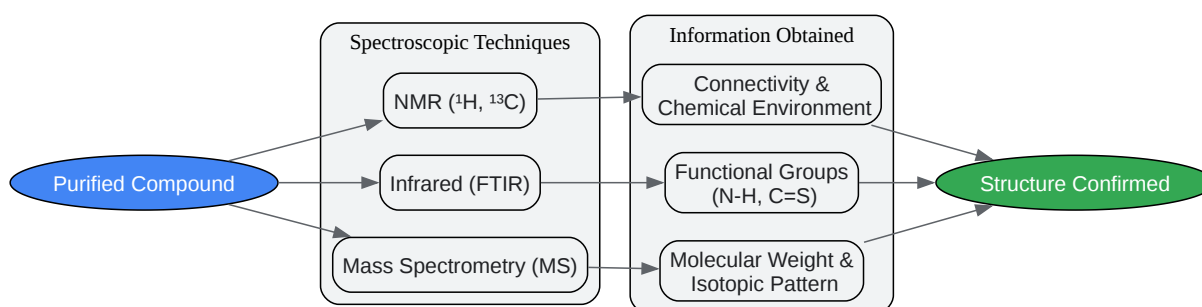 Spectroscopic Techniques
Information Obtained
NMR (¹H, ¹³C)
Connectivity &
Chemical Environment
Purified Compound
Infrared (FTIR)
Functional Groups
(N-H, C=S)
Structure Confirmed
Mass Spectrometry (MS)
Molecular Weight &
Isotopic Pattern